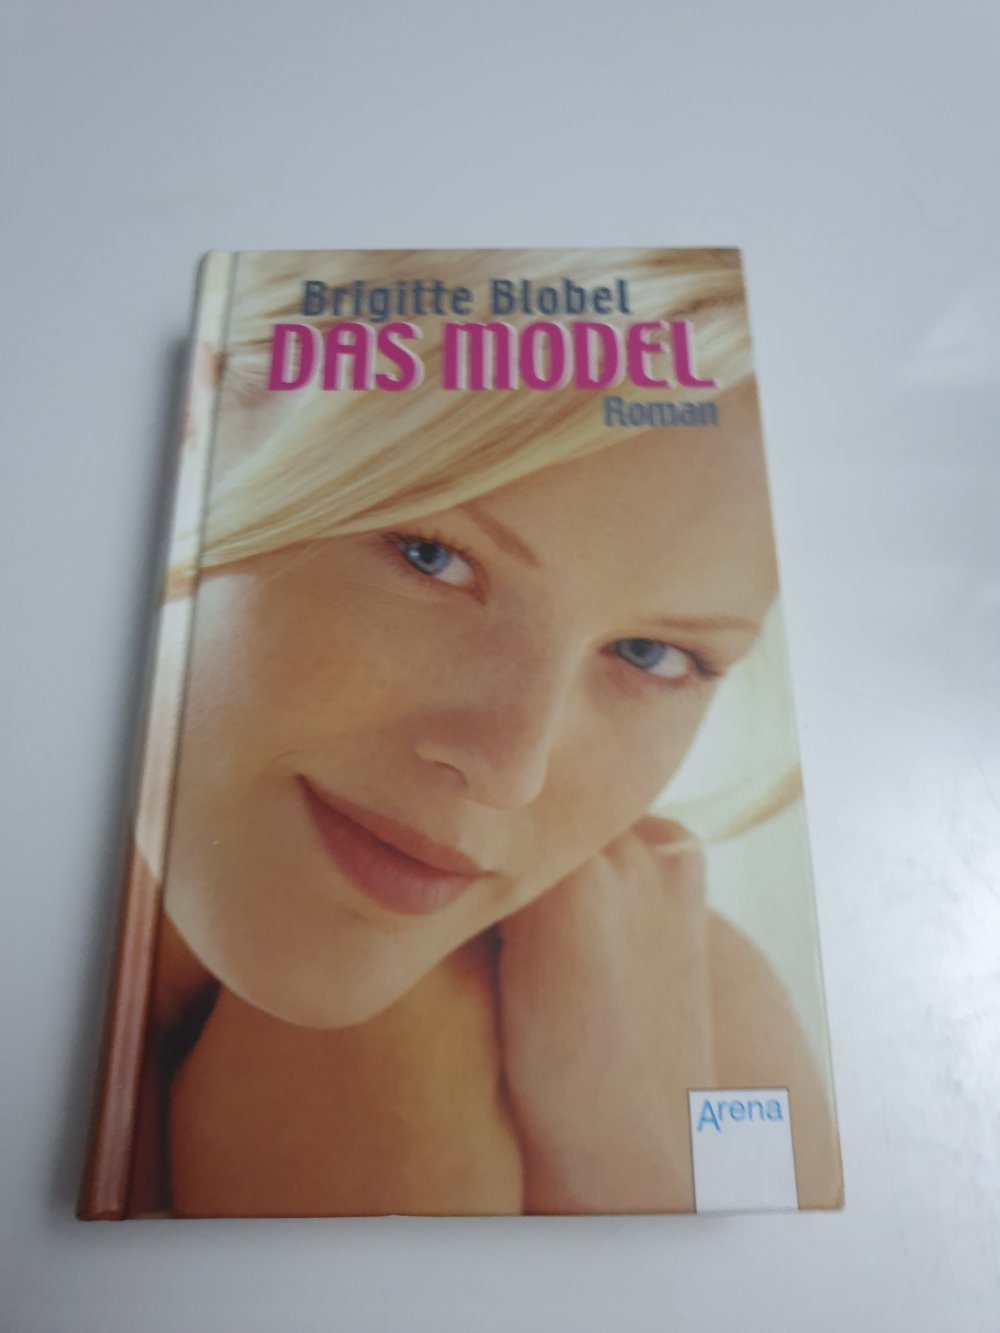 Brigitte Blobel
DAS MODEL
Roman
Arena